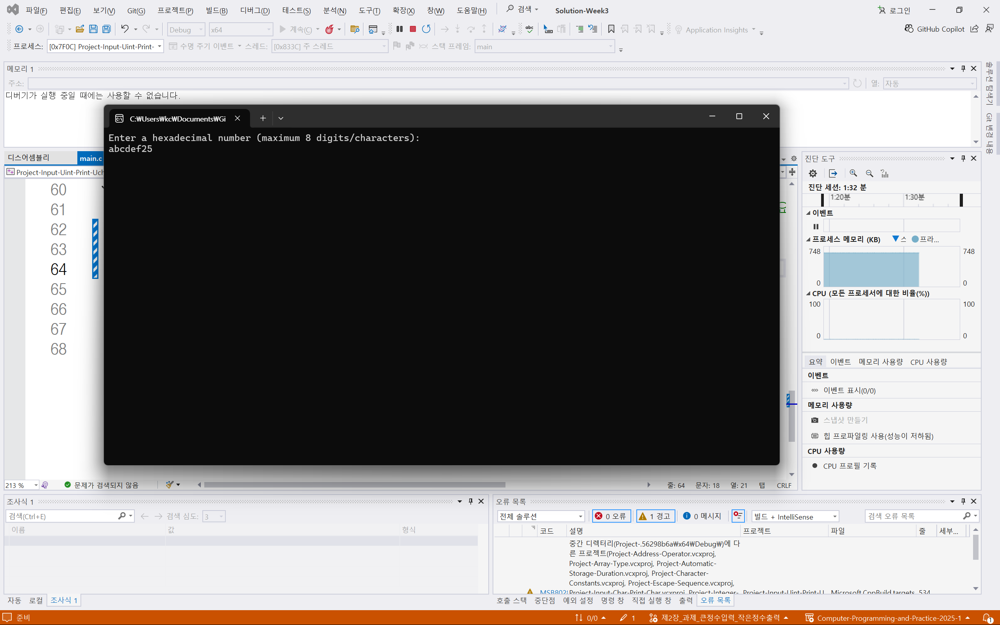 파일(F) 편집(E) 보기(V) Git(G) 프로젝트(P) 빌드(B) 디버그(D) 테스트(S) 분석(N) 도구(T) 확장(X) 창(W) 도움말(H) 검색 Solution-Week3 로그인
Debug x64 계속(C) abc Application Insights GitHub Copilot
프로세스: [0x7F0C] Project-Input-Uint-Print- 수명 주기 이벤트 스레드: [0x833C] 주 스레드 스택 프레임: main
메모리 1
주소: 열: 자동
디버기가 실행 중일 때에는 사용할 수 없습니다.
솔루션 탐색기
Git 변경 내용
C:₩Users₩kc₩Documents₩Gi
Enter a hexadecimal number (maximum 8 digits/characters):
abcdef25
디스어셈블리 main.c
Project-Input-Uint-Print-Uch
60
61
62
63
64
65
66
67
68
213 % 문제가 검색되지 않음 줄: 64 문자: 18 열: 21 탭 CRLF
진단 도구
진단 세션: 1:32 분
1:20분 1:30분
이벤트
프로세스 메모리 (KB) 스 프라...
748 748
0 0
CPU (모든 프로세서에 대한 비율(%))
100 100
0 0
요약 이벤트 메모리 사용량 CPU 사용량
이벤트
이벤트 표시(0/0)
메모리 사용량
스냅샷 만들기
힙 프로파일링 사용(성능이 저하됨)
CPU 사용량
CPU 프로필 기록
조사식 1
검색(Ctrl+E) 검색 심도: 3
이름 값 형식
자동 로컬 조사식 1
오류 목록
전체 솔루션 0 오류 1 경고 0 메시지 빌드 + IntelliSense 검색 오류 목록
코드 설명 프로젝트 파일 줄 세부...
중간 디렉터리(Project-.56298b6a₩x64₩Debug₩)에 다
른 프로젝트(Project-Address-Operator.vcxproj,
Project-Array-Type.vcxproj, Project-Automatic-
Storage-Duration.vcxproj, Project-Character-
Constants.vcxproj, Project-Escape-Sequence.vcxproj,
MSB802 Project-Input-Char-Print-Char.vcxproj, Project-Integer- Project-Input-Uint-Print-U Microsoft.CppBuild.targets 534
호출 스택 중단점 예외 설정 명령 창 직접 실행 창 출력 오류 목록
준비 0/0 1 제2장_과제_큰정수입력_작은정수출력 Computer-Programming-and-Practice-2025-1 1